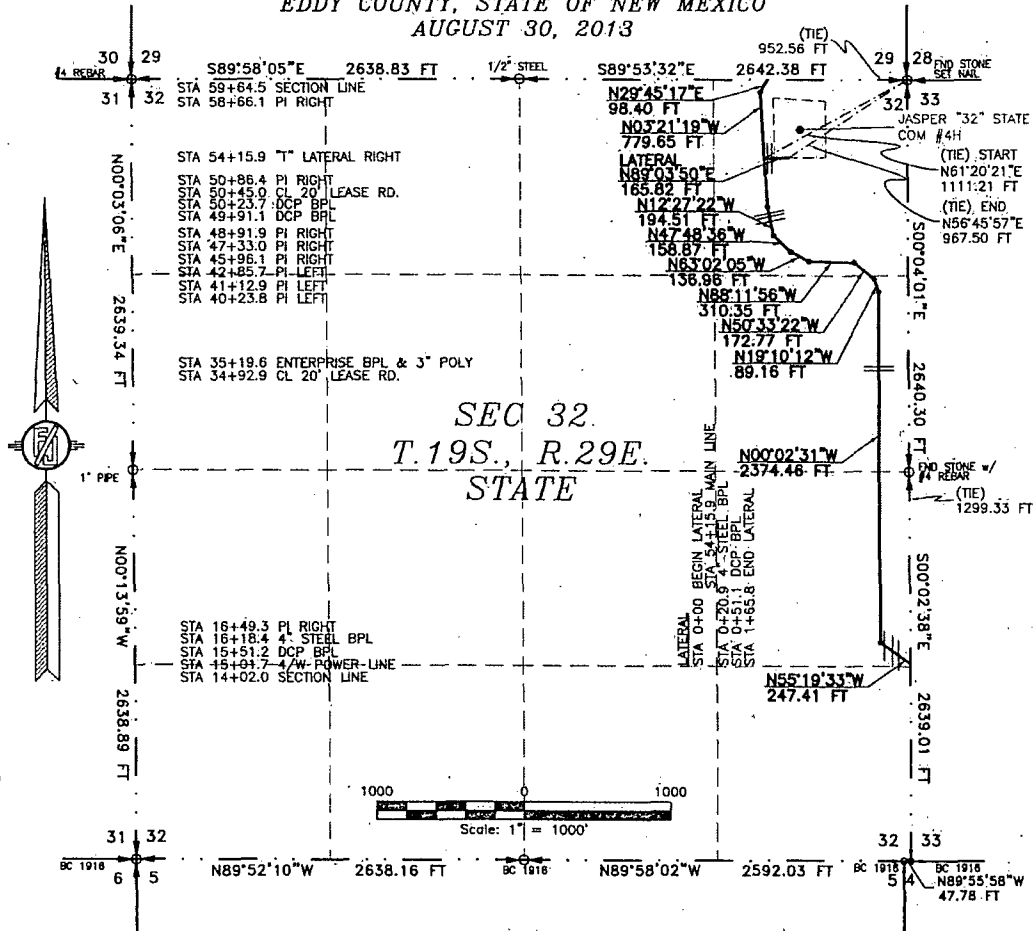 EDDY COUNTY, STATE OF NEW MEXICO
AUGUST 30, 2013
30 29
#4 REBAR
31 32
S89°58'05"E 2638.83 FT
1/2" STEEL
S89°53'32"E 2642.38 FT
(TIE)
952.56 FT
29 28
FND STONE
SET NAIL
32 33
STA 59+64.5 SECTION LINE
STA 58+66.1 PI RIGHT
STA 54+15.9 "T" LATERAL RIGHT
STA 50+86.4 PI RIGHT
STA 50+45.0 CL 20' LEASE RD.
STA 50+23.7 DCP BPL
STA 49+91.1 DCP BPL
STA 48+91.9 PI RIGHT
STA 47+33.0 PI RIGHT
STA 45+96.1 PI RIGHT
STA 42+85.7 PI LEFT
STA 41+12.9 PI LEFT
STA 40+23.8 PI LEFT
STA 35+19.6 ENTERPRISE BPL & 3" POLY
STA 34+92.9 CL 20' LEASE RD.
N29°45'17"E
98.40 FT
N03°21'19"W
779.65 FT
LATERAL
N89°03'50"E
165.82 FT
N12°27'22"W
194.51 FT
N47°48'36"W
158.87 FT
N63°02'05"W
136.96 FT
N88°11'56"W
310.35 FT
N50°33'22"W
172.77 FT
N19°10'12"W
89.16 FT
JASPER "32" STATE
COM #4H
(TIE) START
N61°20'21"E
1111.21 FT
(TIE) END
N56°45'57"E
967.50 FT
N00°03'06"E 2639.34 FT
S00°04'01"E 2640.30 FT
SEC 32.
T.19S., R.29E.
STATE
N00°02'31"W
2374.46 FT
1" PIPE
FND STONE w/
#4 REBAR
(TIE)
1299.33 FT
LATERAL
STA 0+00 BEGIN LATERAL
STA 54+15.9 MAIN LINE
STA 0+20.9 4" STEEL BPL
STA 0+51.1 DCP BPL
STA 1+65.8 END LATERAL
N00°13'59"W 2638.89 FT
S00°02'38"E 2639.01 FT
STA 16+49.3 PI RIGHT
STA 16+18.4 4" STEEL BPL
STA 15+51.2 DCP BPL
STA 15+01.7 4/W POWER LINE
STA 14+02.0 SECTION LINE
N55°19'33"W
247.41 FT
1000 0 1000
Scale: 1" = 1000'
31 32
BC 1916
6 5
N89°52'10"W 2638.16 FT
BC 1916
N89°58'02"W 2592.03 FT
32 33
BC 1916
5 4
BC 1916
N89°55'58"W
47.78 FT